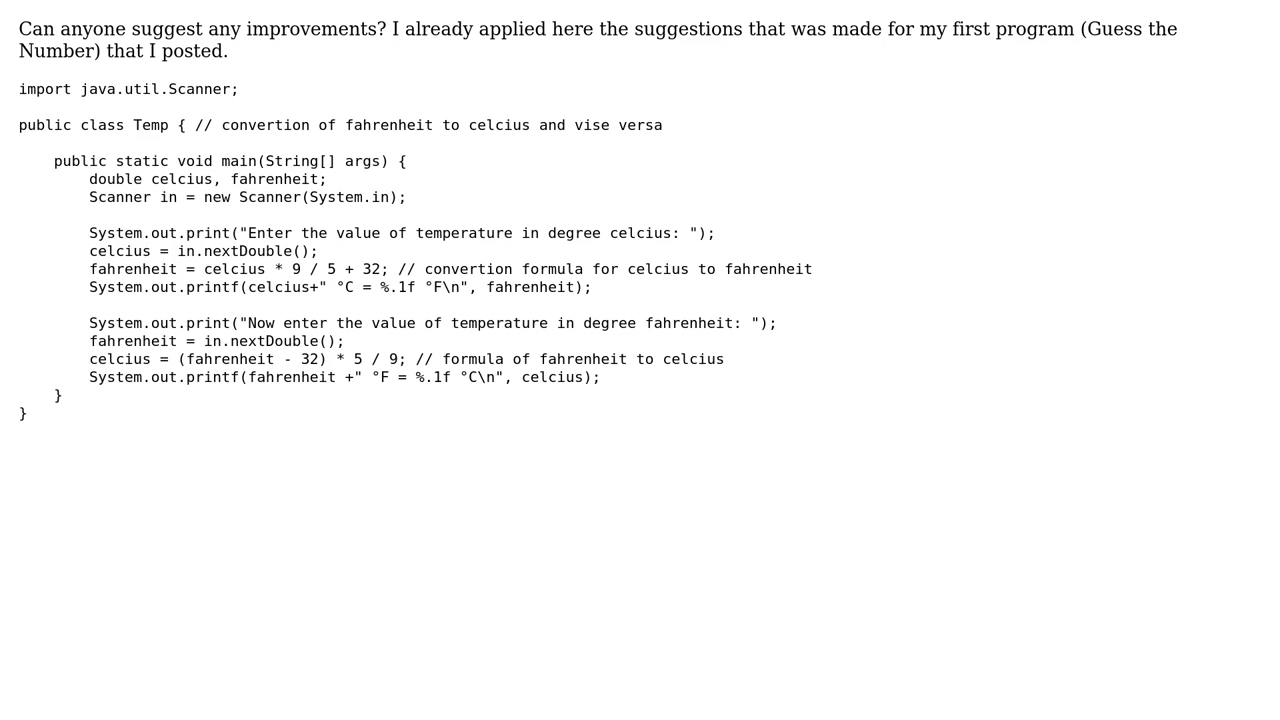 Can anyone suggest any improvements? I already applied here the suggestions that was made for my first program (Guess the
Number) that I posted.
import java.util.Scanner;
public class Temp { // convertion of fahrenheit to celcius and vise versa
    public static void main(String[] args) {
        double celcius, fahrenheit;
        Scanner in = new Scanner(System.in);
        System.out.print("Enter the value of temperature in degree celcius: ");
        celcius = in.nextDouble();
        fahrenheit = celcius * 9 / 5 + 32; // convertion formula for celcius to fahrenheit
        System.out.printf(celcius+" °C = %.1f °F\n", fahrenheit);
        System.out.print("Now enter the value of temperature in degree fahrenheit: ");
        fahrenheit = in.nextDouble();
        celcius = (fahrenheit - 32) * 5 / 9; // formula of fahrenheit to celcius
        System.out.printf(fahrenheit +" °F = %.1f °C\n", celcius);
    }
}